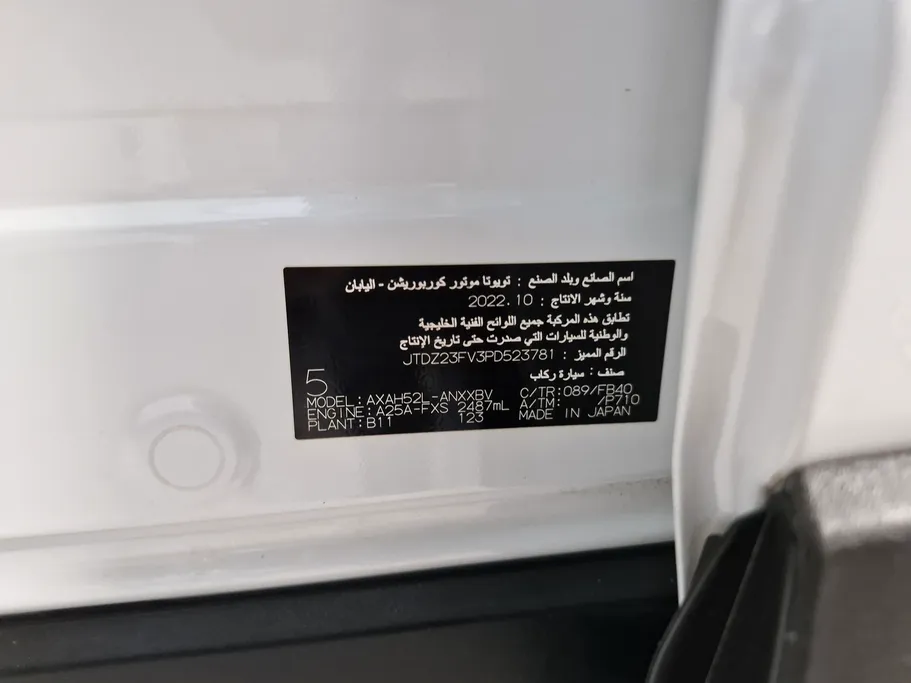 اسم الصانع وبلد الصنع : تويوتا موتور كوربوريشن - اليابان
سنة وشهر الانتاج : 2022.10
تطابق هذه المركبة جميع اللوائح الفنية الخليجية
والوطنية للسيارات التي صدرت حتى تاريخ الإنتاج
الرقم المميز : JTDZ23FV3PD523781
صنف : سيارة ركاب
5
MODEL:AXAH52L-ANXXBV C/TR:089/FB40
ENGINE:A25A-FXS 2487mL A/TM: /P710
PLANT:B11 123 MADE IN JAPAN